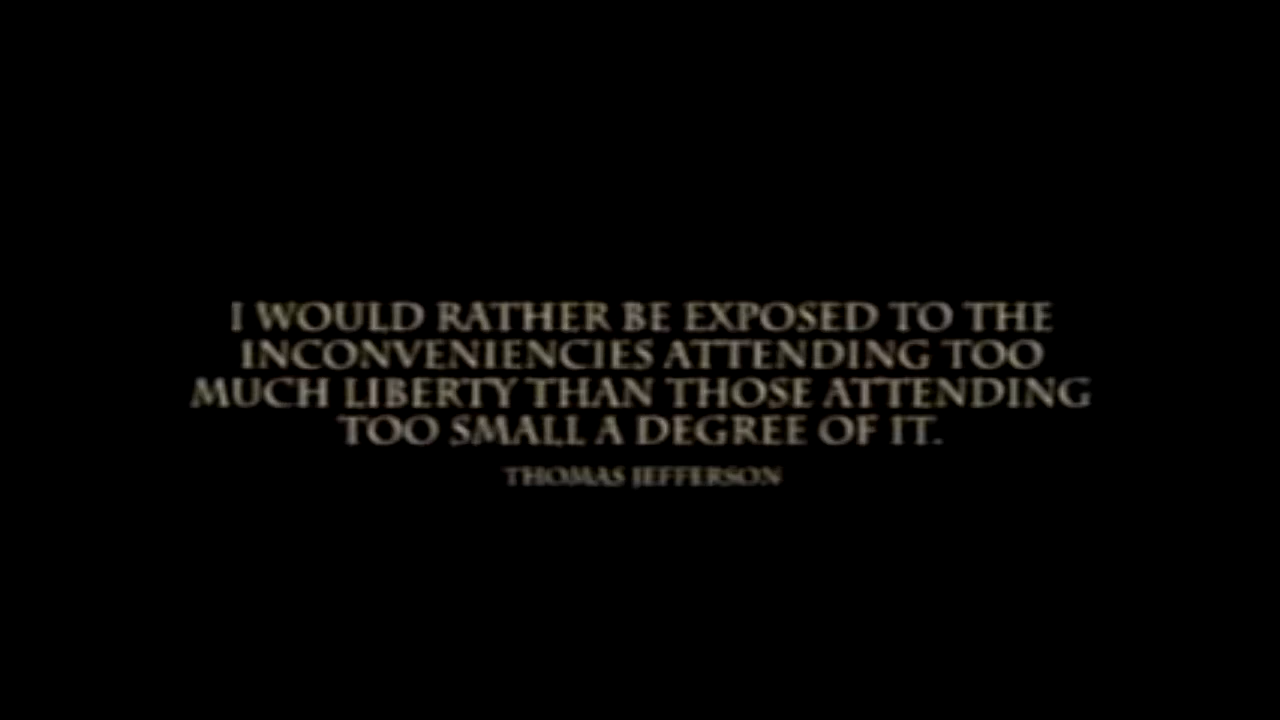 I WOULD RATHER BE EXPOSED TO THE
INCONVENIENCIES ATTENDING TOO
MUCH LIBERTY THAN THOSE ATTENDING
TOO SMALL A DEGREE OF IT.
THOMAS JEFFERSON